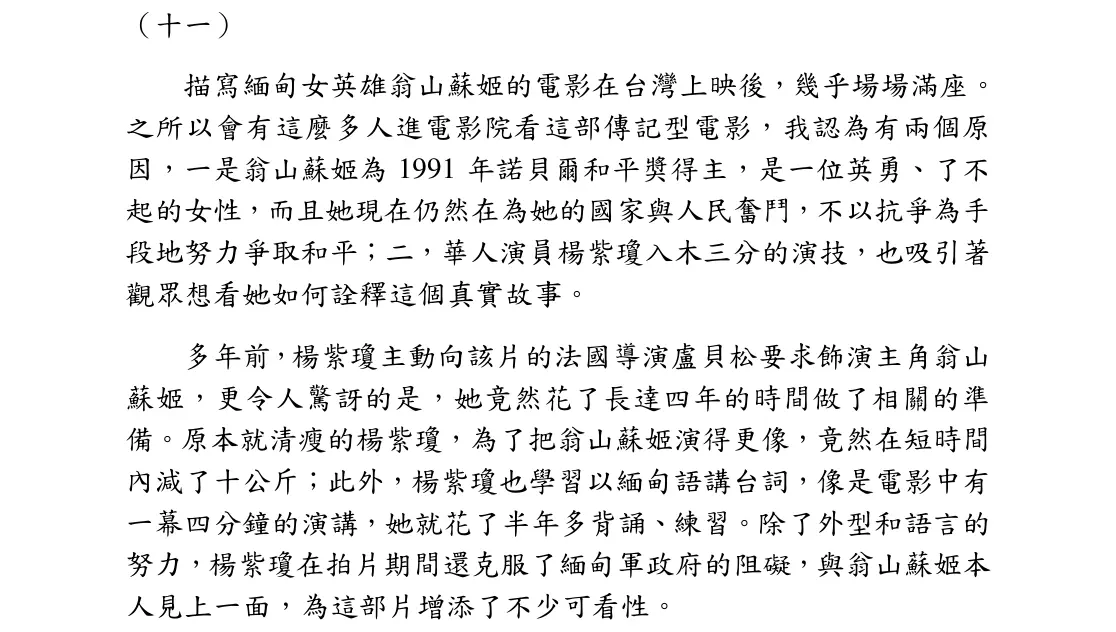 （十一）
描寫緬甸女英雄翁山蘇姬的電影在台灣上映後，幾乎場場滿座。
之所以會有這麼多人進電影院看這部傳記型電影，我認為有兩個原
因，一是翁山蘇姬為 1991 年諾貝爾和平獎得主，是一位英勇、了不
起的女性，而且她現在仍然在為她的國家與人民奮鬥，不以抗爭為手
段地努力爭取和平；二，華人演員楊紫瓊入木三分的演技，也吸引著
觀眾想看她如何詮釋這個真實故事。
多年前，楊紫瓊主動向該片的法國導演盧貝松要求飾演主角翁山
蘇姬，更令人驚訝的是，她竟然花了長達四年的時間做了相關的準
備。原本就清瘦的楊紫瓊，為了把翁山蘇姬演得更像，竟然在短時間
內減了十公斤；此外，楊紫瓊也學習以緬甸語講台詞，像是電影中有
一幕四分鐘的演講，她就花了半年多背誦、練習。除了外型和語言的
努力，楊紫瓊在拍片期間還克服了緬甸軍政府的阻礙，與翁山蘇姬本
人見上一面，為這部片增添了不少可看性。